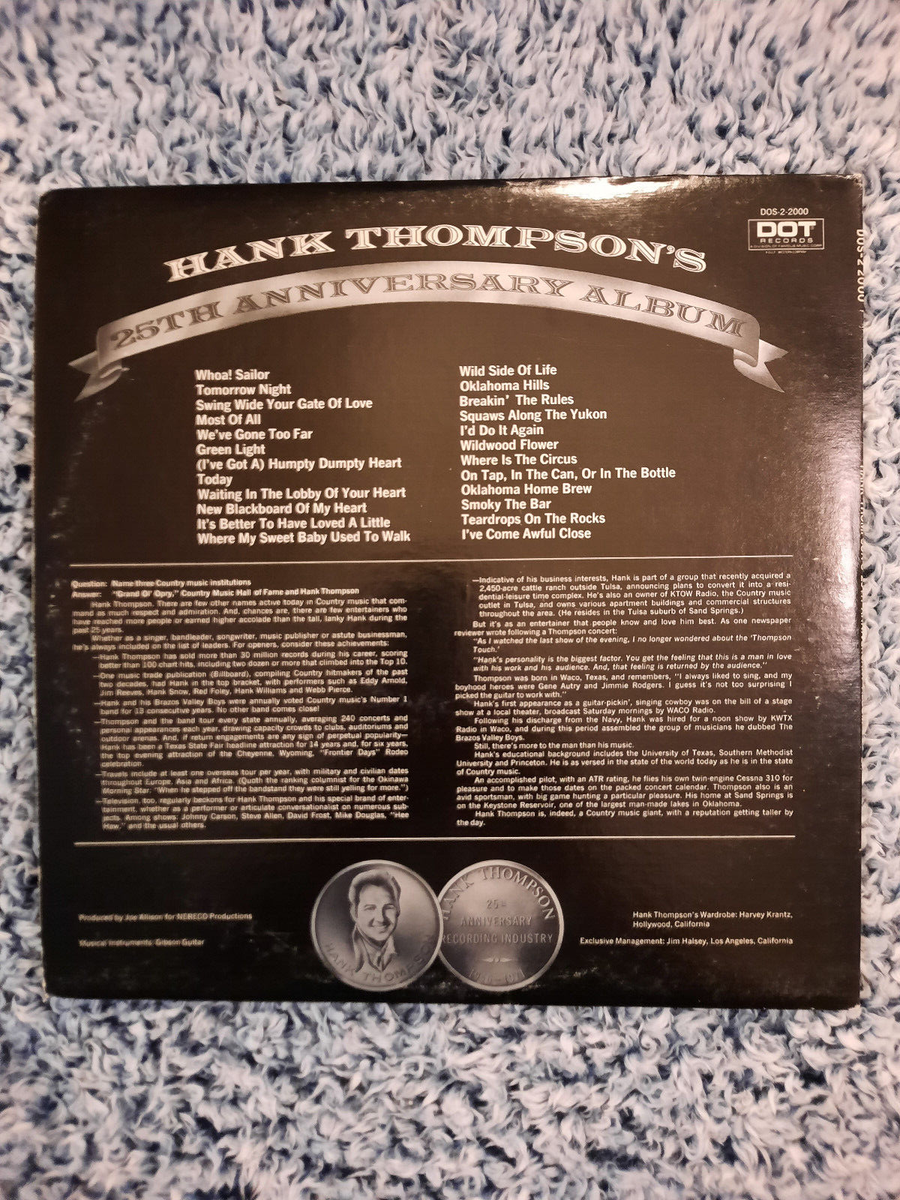 DOS-2-2000
DOT
RECORDS
DOS-2-2000
HANK THOMPSON'S
25TH ANNIVERSARY ALBUM
Whoa! Sailor
Tomorrow Night
Swing Wide Your Gate Of Love
Most Of All
We've Gone Too Far
Green Light
(I've Got A) Humpty Dumpty Heart
Today
Waiting In The Lobby Of Your Heart
New Blackboard Of My Heart
It's Better To Have Loved A Little
Where My Sweet Baby Used To Walk
Wild Side Of Life
Oklahoma Hills
Breakin' The Rules
Squaws Along The Yukon
I'd Do It Again
Wildwood Flower
Where Is The Circus
On Tap, In The Can, Or In The Bottle
Oklahoma Home Brew
Smoky The Bar
Teardrops On The Rocks
I've Come Awful Close
Question: Name three Country music institutions
Answer: "Grand Ol' Opry," Country Music Hall of Fame and Hank Thompson
Hank Thompson. There are few other names active today in Country music that com-
mand as much respect and admiration. And, chances are, there are few entertainers who
have reached more people or earned higher accolade than the tall, lanky Hank during the
past 25 years.
Whether as a singer, bandleader, songwriter, music publisher or astute businessman,
he's always included on the list of leaders. For openers, consider these achievements:
—Hank Thompson has sold more than 30 million records during his career, scoring
better than 100 chart hits, including two dozen or more that climbed into the Top 10.
—One music trade publication (Billboard), compiling Country hitmakers of the past
two decades, had Hank in the top bracket, with performers such as Eddy Arnold,
Jim Reeves, Hank Snow, Red Foley, Hank Williams and Webb Pierce.
—Hank and his Brazos Valley Boys were annually voted Country music's Number 1
band for 13 consecutive years. No other band comes close!
—Thompson and the band tour every state annually, averaging 240 concerts and
personal appearances each year, drawing capacity crowds to clubs, auditoriums and
outdoor arenas. And, if return engagements are any sign of perpetual popularity—
Hank has been a Texas State Fair headline attraction for 14 years and, for six years,
the top evening attraction at the Cheyenne, Wyoming, "Frontier Days" Rodeo
celebration.
—Travels include at least one overseas tour per year, with military and civilian dates
throughout Europe, Asia and Africa. (Quoth the ranking columnist for the Okinawa
Morning Star: "When he stepped off the bandstand they were still yelling for more.")
—Television, too, regularly beckons for Hank Thompson and his special brand of enter-
tainment, whether as a performer or articulate conversationalist on numerous sub-
jects. Among shows: Johnny Carson, Steve Allen, David Frost, Mike Douglas, "Hee
Haw," and the usual others.
—Indicative of his business interests, Hank is part of a group that recently acquired a
2,450-acre cattle ranch outside Tulsa, announcing plans to convert it into a resi-
dential-leisure time complex. He's also an owner of KTOW Radio, the Country music
outlet in Tulsa, and owns various apartment buildings and commercial structures
throughout the area. (He resides in the Tulsa suburb of Sand Springs.)
But it's as an entertainer that people know and love him best. As one newspaper
reviewer wrote following a Thompson concert:
"As I watched the last show of the evening, I no longer wondered about the 'Thompson
Touch.'
"Hank's personality is the biggest factor. You get the feeling that this is a man in love
with his work and his audience. And, that feeling is returned by the audience."
Thompson was born in Waco, Texas, and remembers, "I always liked to sing, and my
boyhood heroes were Gene Autry and Jimmie Rodgers. I guess it's not too surprising I
picked the guitar to work with."
Hank's first appearance as a guitar-pickin', singing cowboy was on the bill of a stage
show at a local theater, broadcast Saturday mornings by WACO Radio.
Following his discharge from the Navy, Hank was hired for a noon show by KWTX
Radio in Waco, and during this period assembled the group of musicians he dubbed The
Brazos Valley Boys.
Still, there's more to the man than his music.
Hank's educational background includes the University of Texas, Southern Methodist
University and Princeton. He is as versed in the state of the world today as he is in the state
of Country music.
An accomplished pilot, with an ATR rating, he flies his own twin-engine Cessna 310 for
pleasure and to make those dates on the packed concert calendar. Thompson also is an
avid sportsman, with big game hunting a particular pleasure. His home at Sand Springs is
on the Keystone Reservoir, one of the largest man-made lakes in Oklahoma.
Hank Thompson is, indeed, a Country music giant, with a reputation getting taller by
the day.
Produced by Joe Allison for NEBECO Productions
Musical Instruments: Gibson Guitar
HANK THOMPSON
HANK THOMPSON
25th
ANNIVERSARY
RECORDING INDUSTRY
Hank Thompson's Wardrobe: Harvey Krantz,
Hollywood, California
Exclusive Management: Jim Halsey, Los Angeles, California